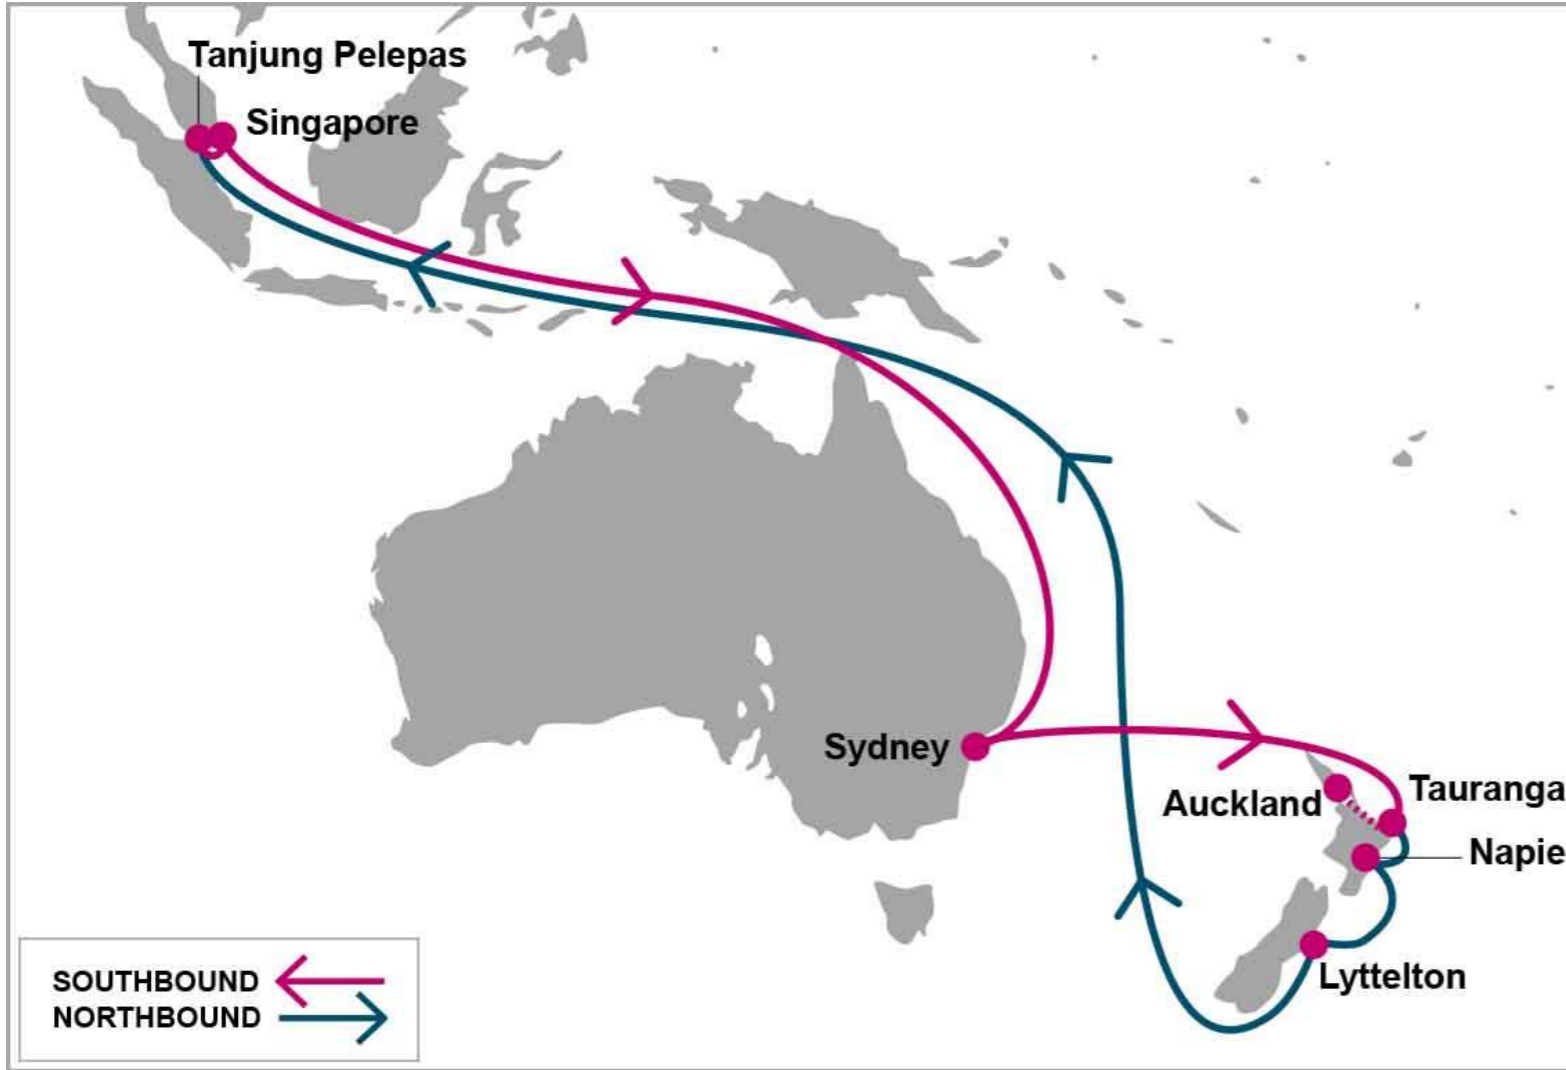 Tanjung Pelepas
Singapore
Sydney
Auckland
Tauranga
Napie
Lyttelton
SOUTHBOUND
NORTHBOUND